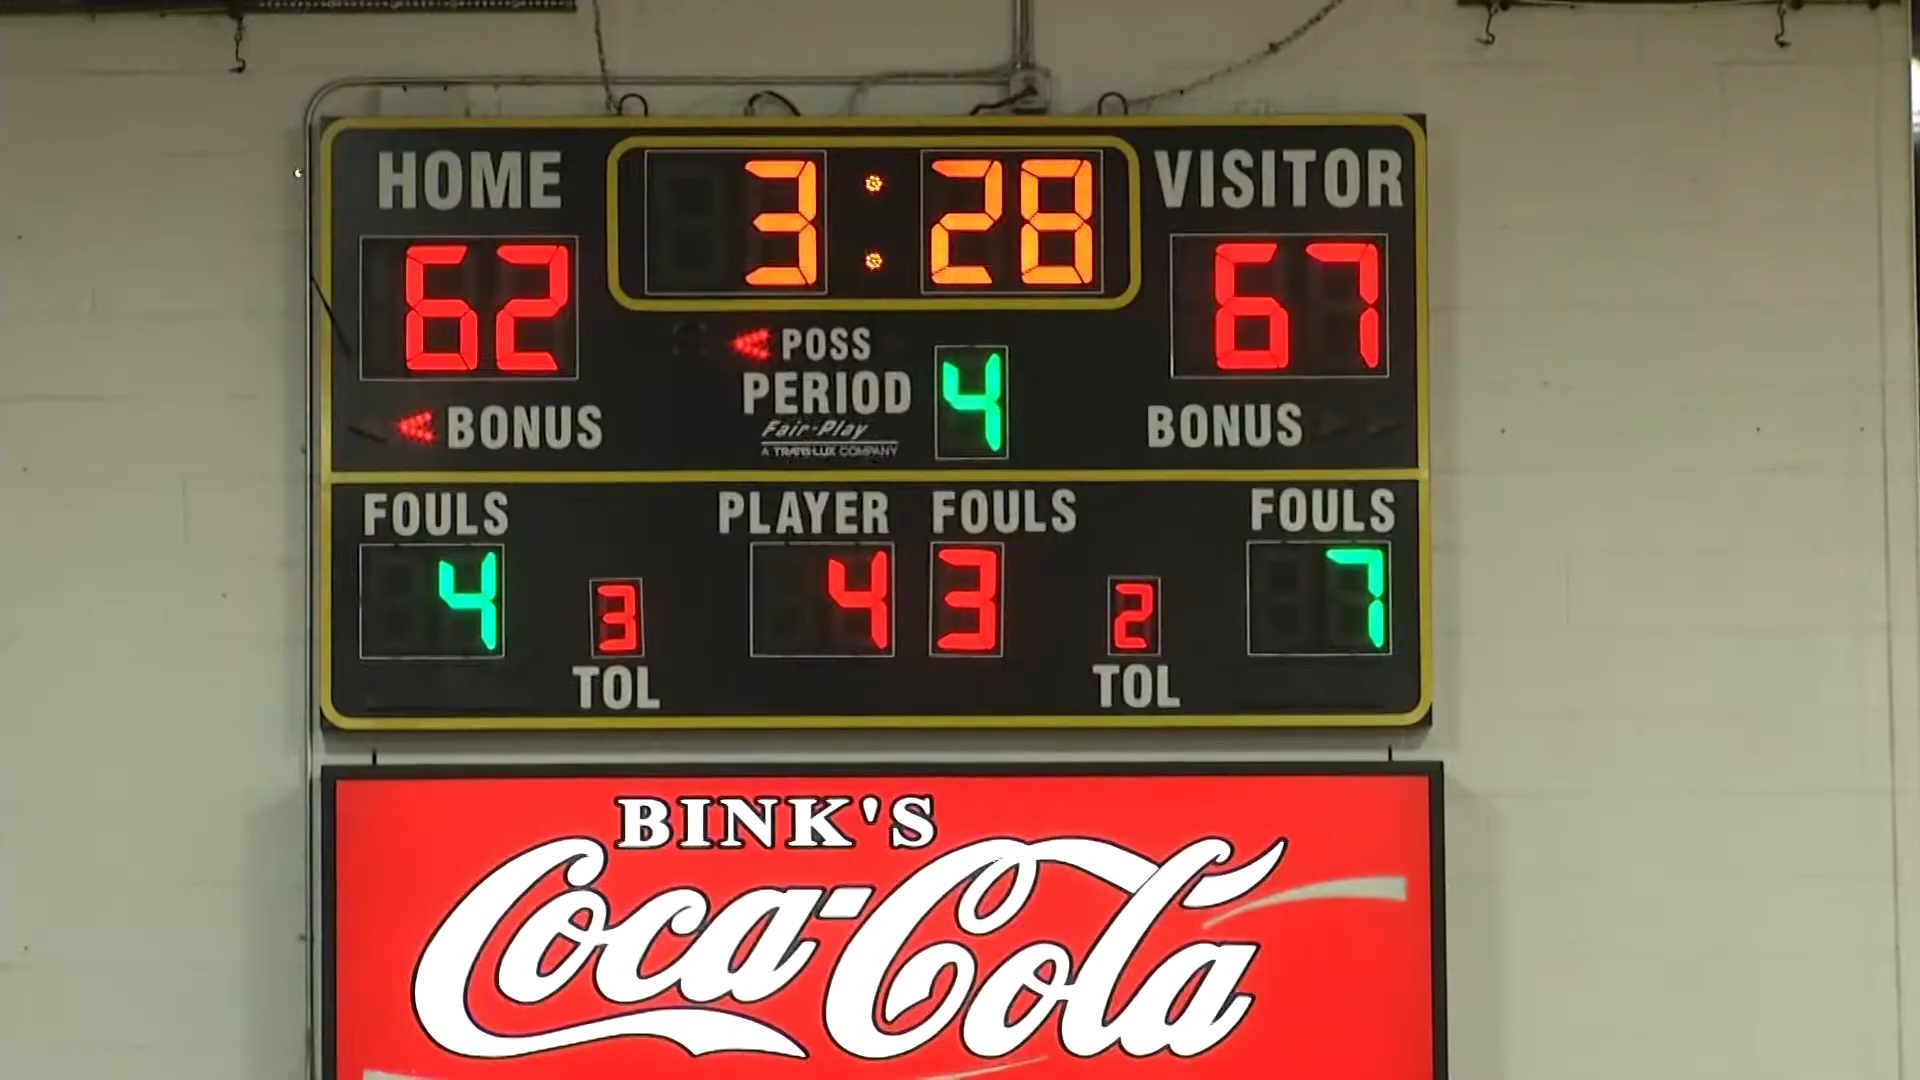 HOME 3:28 VISITOR
62 67
POSS
PERIOD 4
BONUS BONUS
Fair-Play
A TRANS-LUX COMPANY
FOULS PLAYER FOULS FOULS
4 3 4 3 2 7
TOL TOL
BINK'S
Coca-Cola